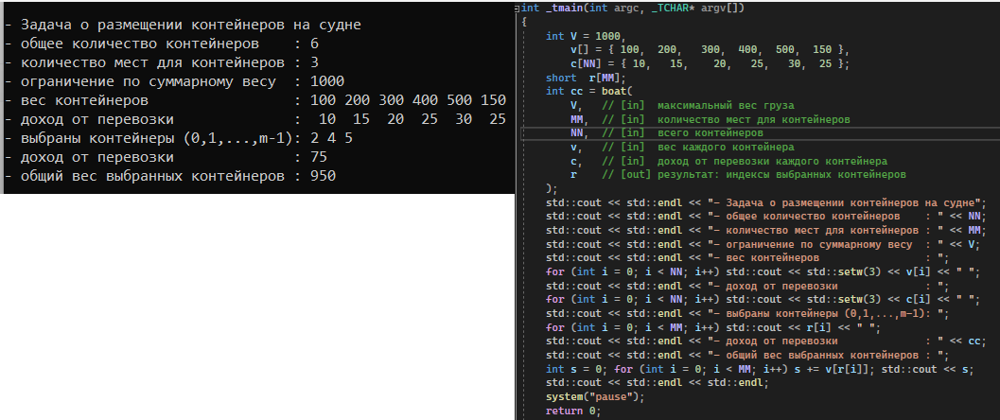 - Задача о размещении контейнеров на судне
- общее количество контейнеров    : 6
- количество мест для контейнеров : 3
- ограничение по суммарному весу  : 1000
- вес контейнеров                 : 100 200 300 400 500 150
- доход от перевозки              :  10  15  20  25  30  25
- выбраны контейнеры (0,1,...,m-1): 2 4 5
- доход от перевозки              : 75
- общий вес выбранных контейнеров : 950
int _tmain(int argc, _TCHAR* argv[])
{
    int V = 1000,
        v[] = { 100,  200,   300,  400,  500,  150 },
        c[NN] = { 10,   15,    20,   25,   30,  25 };
    short  r[MM];
    int cc = boat(
        V,   // [in]  максимальный вес груза
        MM,  // [in]  количество мест для контейнеров
        NN,  // [in]  всего контейнеров
        v,   // [in]  вес каждого контейнера
        c,   // [in]  доход от перевозки каждого контейнера
        r    // [out] результат: индексы выбранных контейнеров
    );
    std::cout << std::endl << "- Задача о размещении контейнеров на судне";
    std::cout << std::endl << "- общее количество контейнеров    : " << NN;
    std::cout << std::endl << "- количество мест для контейнеров : " << MM;
    std::cout << std::endl << "- ограничение по суммарному весу  : " << V;
    std::cout << std::endl << "- вес контейнеров                 : ";
    for (int i = 0; i < NN; i++) std::cout << std::setw(3) << v[i] << " ";
    std::cout << std::endl << "- доход от перевозки              : ";
    for (int i = 0; i < NN; i++) std::cout << std::setw(3) << c[i] << " ";
    std::cout << std::endl << "- выбраны контейнеры (0,1,...,m-1): ";
    for (int i = 0; i < MM; i++) std::cout << r[i] << " ";
    std::cout << std::endl << "- доход от перевозки              : " << cc;
    std::cout << std::endl << "- общий вес выбранных контейнеров : ";
    int s = 0; for (int i = 0; i < MM; i++) s += v[r[i]]; std::cout << s;
    std::cout << std::endl << std::endl;
    system("pause");
    return 0;